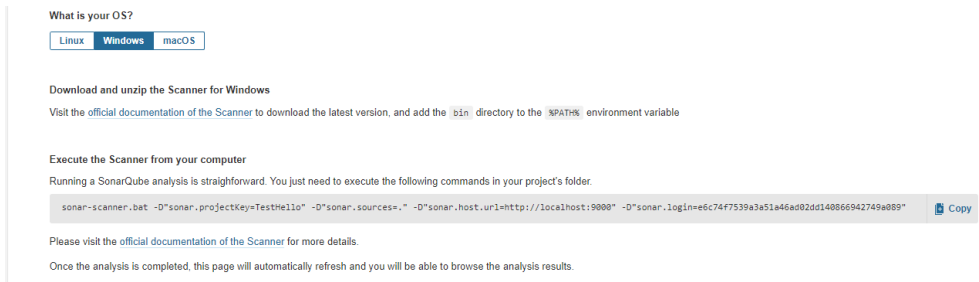 What is your OS?
Linux Windows macOS
Download and unzip the Scanner for Windows
Visit the official documentation of the Scanner to download the latest version, and add the bin directory to the %PATH% environment variable
Execute the Scanner from your computer
Running a SonarQube analysis is straighforward. You just need to execute the following commands in your project's folder.
sonar-scanner.bat -D"sonar.projectKey=TestHello" -D"sonar.sources=." -D"sonar.host.url=http://localhost:9000" -D"sonar.login=e6c74f7539a3a51a46ad02dd140866942749a089" Copy
Please visit the official documentation of the Scanner for more details.
Once the analysis is completed, this page will automatically refresh and you will be able to browse the analysis results.